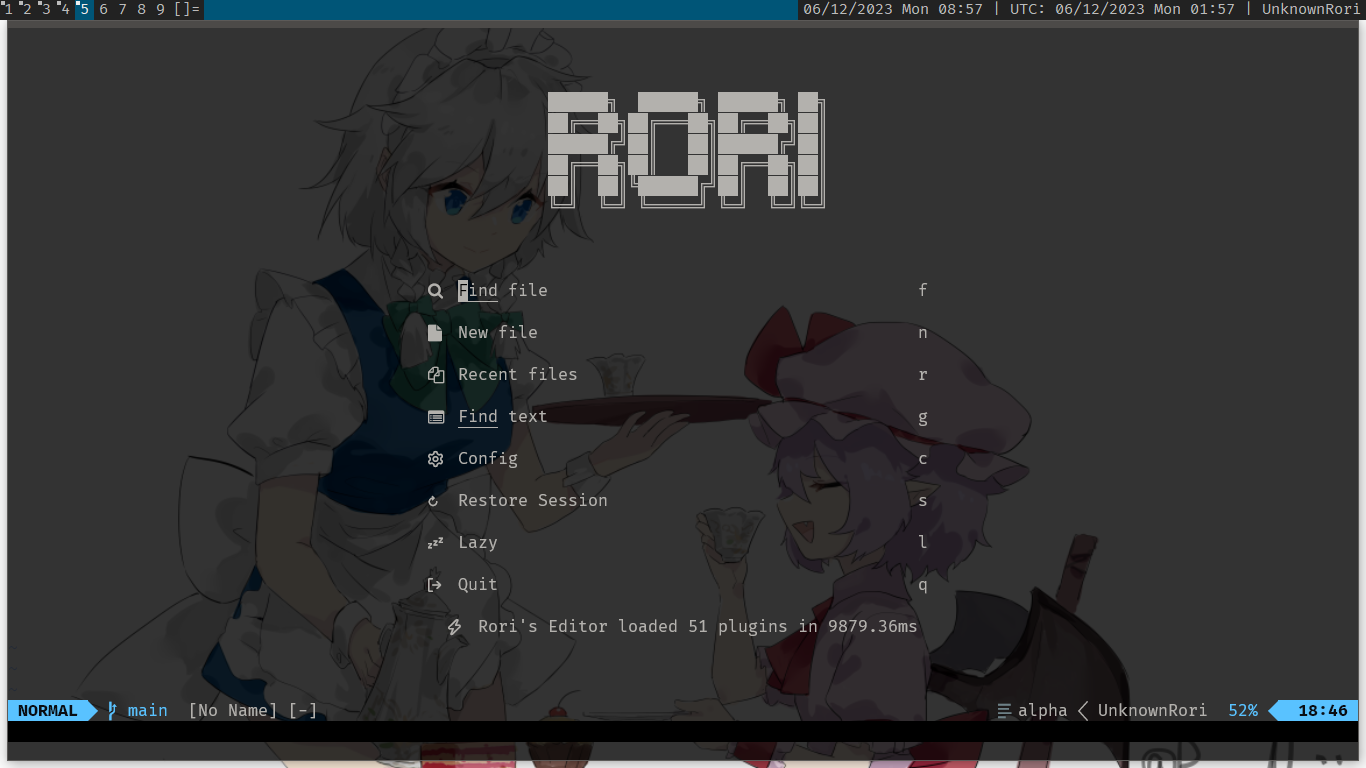 1 2 3 4 5 6 7 8 9 []= 06/12/2023 Mon 08:57 | UTC: 06/12/2023 Mon 01:57 | UnknownRori
RORI
Find file f
New file n
Recent files r
Find text g
Config c
Restore Session s
Lazy l
Quit q
Rori's Editor loaded 51 plugins in 9879.36ms
NORMAL main [No Name] [-] alpha UnknownRori 52% 18:46